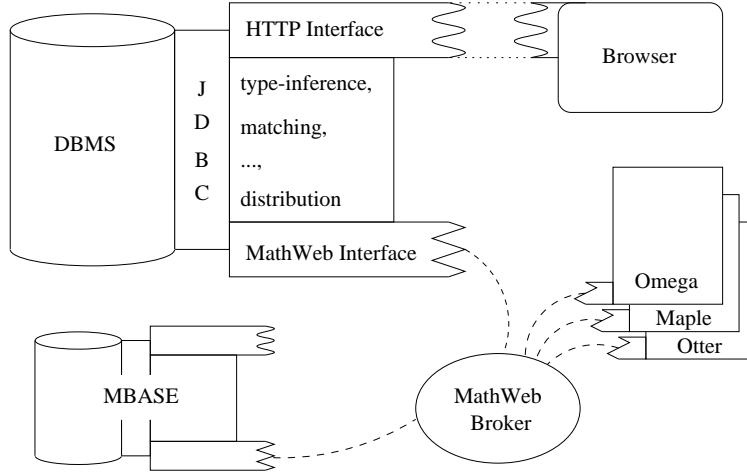 HTTP Interface
Browser
DBMS
J
D
B
C
type-inference,
matching,
...,
distribution
MathWeb Interface
Omega
Maple
Otter
MBASE
MathWeb
Broker